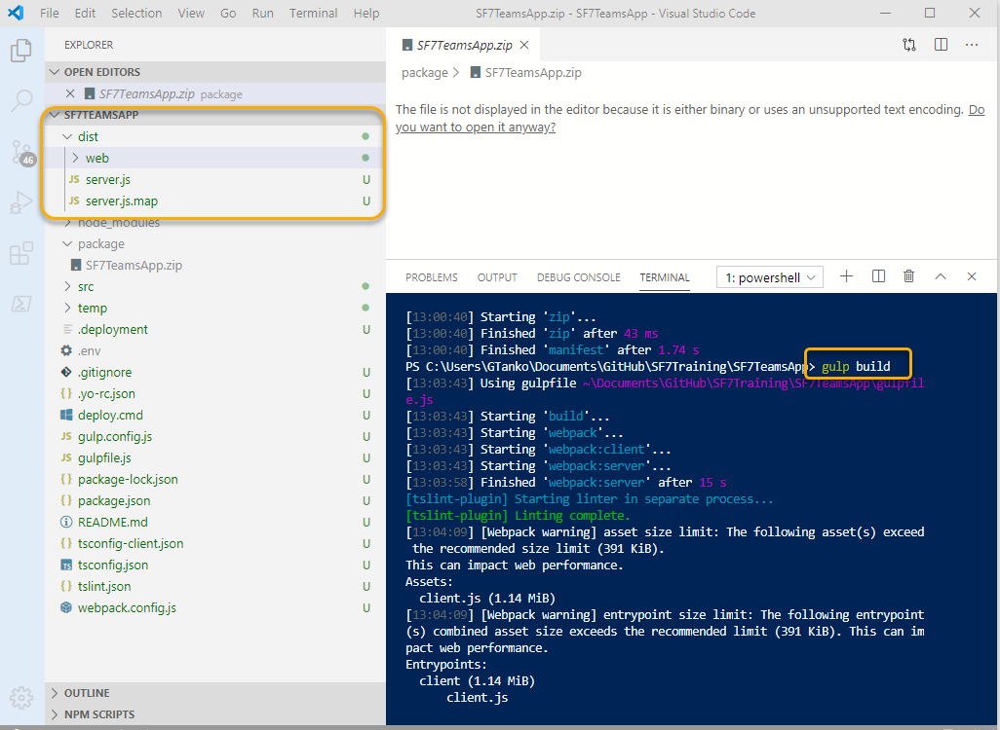 File Edit Selection View Go Run Terminal Help SF7TeamsApp.zip - SF7TeamsApp - Visual Studio Code
EXPLORER
OPEN EDITORS
SF7TeamsApp.zip package
SF7TEAMSAPP
dist
web
JS server.js U
JS server.js.map U
node_modules
package
SF7TeamsApp.zip
src
temp
.deployment U
.env
.gitignore U
{ } .yo-rc.json U
deploy.cmd U
JS gulp.config.js U
JS gulpfile.js U
{ } package-lock.json U
{ } package.json U
README.md U
{ } tsconfig-client.json U
TS tsconfig.json U
{ } tslint.json U
webpack.config.js U
OUTLINE
NPM SCRIPTS
46
SF7TeamsApp.zip
package > SF7TeamsApp.zip
The file is not displayed in the editor because it is either binary or uses an unsupported text encoding. Do
you want to open it anyway?
PROBLEMS OUTPUT DEBUG CONSOLE TERMINAL 1: powershell
[13:00:40] Starting 'zip'...
[13:00:40] Finished 'zip' after 43 ms
[13:00:40] Finished 'manifest' after 1.74 s
PS C:\Users\GTanko\Documents\GitHub\SF7Training\SF7TeamsApp> gulp build
[13:03:43] Using gulpfile ~\Documents\GitHub\SF7Training\SF7TeamsApp\gulpfil
e.js
[13:03:43] Starting 'build'...
[13:03:43] Starting 'webpack'...
[13:03:43] Starting 'webpack:client'...
[13:03:43] Starting 'webpack:server'...
[13:03:58] Finished 'webpack:server' after 15 s
[tslint-plugin] Starting linter in separate process...
[tslint-plugin] Linting complete.
[13:04:09] [Webpack warning] asset size limit: The following asset(s) exceed
the recommended size limit (391 KiB).
This can impact web performance.
Assets:
client.js (1.14 MiB)
[13:04:09] [Webpack warning] entrypoint size limit: The following entrypoint
(s) combined asset size exceeds the recommended limit (391 KiB). This can im
pact web performance.
Entrypoints:
client (1.14 MiB)
client.js